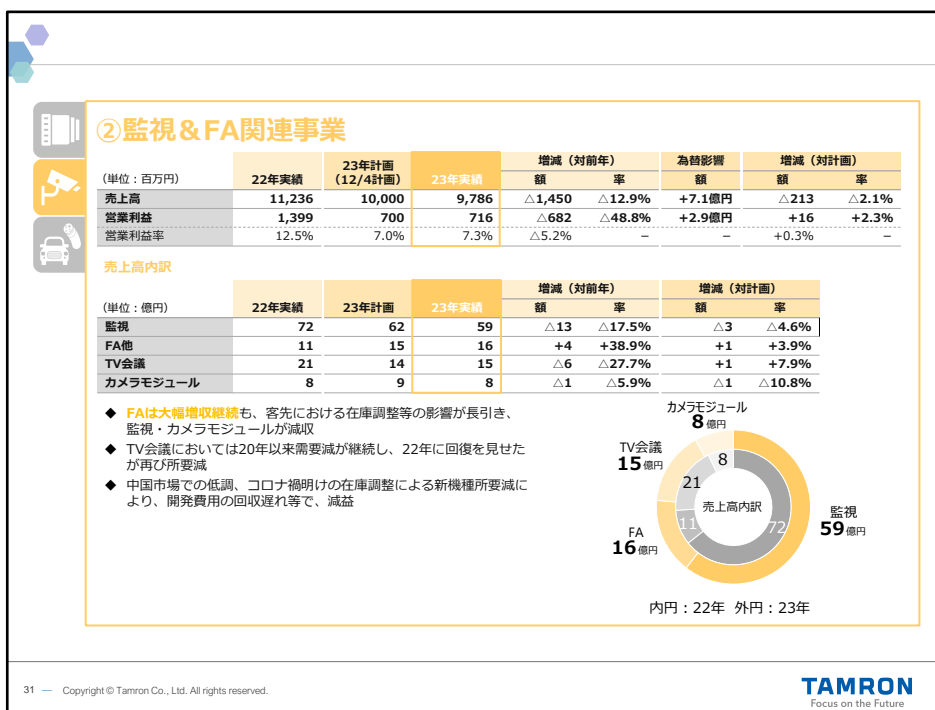 ②監視＆FA関連事業
増減（対前年） 為替影響 増減（対計画）
（単位：百万円） 22年実績 23年計画（12/4計画） 23年実績 額 率 額 額 率
売上高 11,236 10,000 9,786 △1,450 △12.9% +7.1億円 △213 △2.1%
営業利益 1,399 700 716 △682 △48.8% +2.9億円 +16 +2.3%
営業利益率 12.5% 7.0% 7.3% △5.2% － － +0.3% －
売上高内訳
増減（対前年） 増減（対計画）
（単位：億円） 22年実績 23年計画 23年実績 額 率 額 率
監視 72 62 59 △13 △17.5% △3 △4.6%
FA他 11 15 16 +4 +38.9% +1 +3.9%
TV会議 21 14 15 △6 △27.7% +1 +7.9%
カメラモジュール 8 9 8 △1 △5.9% △1 △10.8%
◆ FAは大幅増収継続も、客先における在庫調整等の影響が長引き、
監視・カメラモジュールが減収
◆ TV会議においては20年以来需要減が継続し、22年に回復を見せた
が再び所要減
◆ 中国市場での低調、コロナ禍明けの在庫調整による新機種所要減に
より、開発費用の回収遅れ等で、減益
カメラモジュール
8億円
TV会議
15億円
8
21
売上高内訳
11
72
監視
59億円
FA
16億円
内円：22年 外円：23年
31 — Copyright © Tamron Co., Ltd. All rights reserved.
TAMRON
Focus on the Future